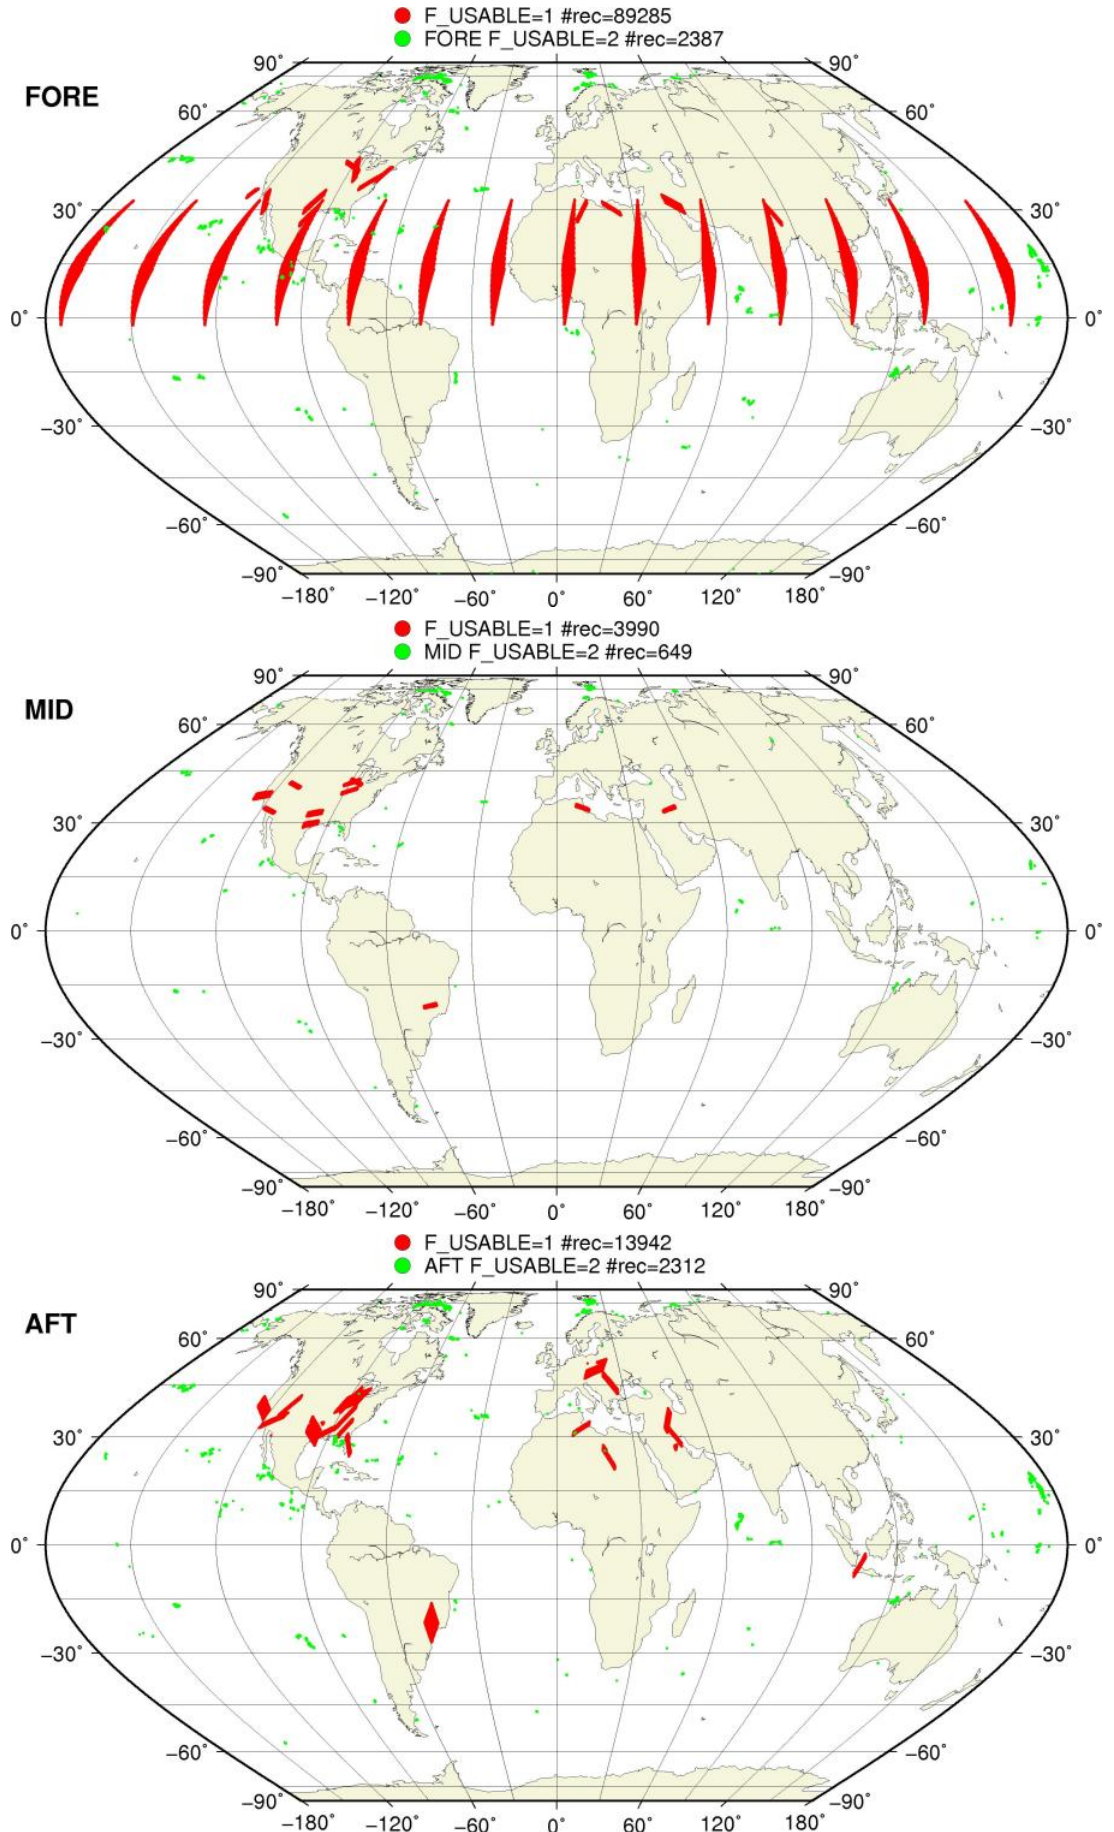 F_USABLE=1 #rec=89285
FORE F_USABLE=2 #rec=2387
FORE
90˚ 90˚
60˚ 60˚
30˚ 30˚
0˚ 0˚
−30˚ −30˚
−60˚ −60˚
−90˚ −90˚
−180˚ −120˚ −60˚ 0˚ 60˚ 120˚ 180˚
F_USABLE=1 #rec=3990
MID F_USABLE=2 #rec=649
MID
90˚ 90˚
60˚ 60˚
30˚ 30˚
0˚ 0˚
−30˚ −30˚
−60˚ −60˚
−90˚ −90˚
−180˚ −120˚ −60˚ 0˚ 60˚ 120˚ 180˚
F_USABLE=1 #rec=13942
AFT F_USABLE=2 #rec=2312
AFT
90˚ 90˚
60˚ 60˚
30˚ 30˚
0˚ 0˚
−30˚ −30˚
−60˚ −60˚
−90˚ −90˚
−180˚ −120˚ −60˚ 0˚ 60˚ 120˚ 180˚